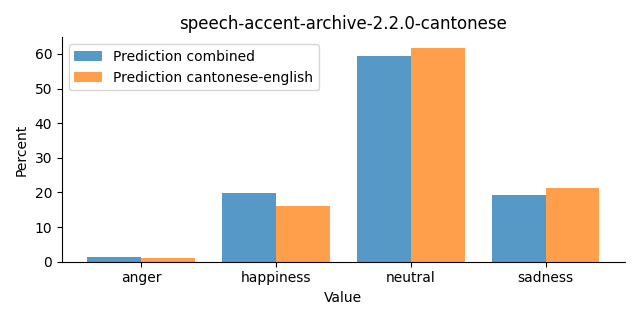 speech-accent-archive-2.2.0-cantonese
Prediction combined
Prediction cantonese-english
Percent
60
50
40
30
20
10
0
anger happiness neutral sadness
Value